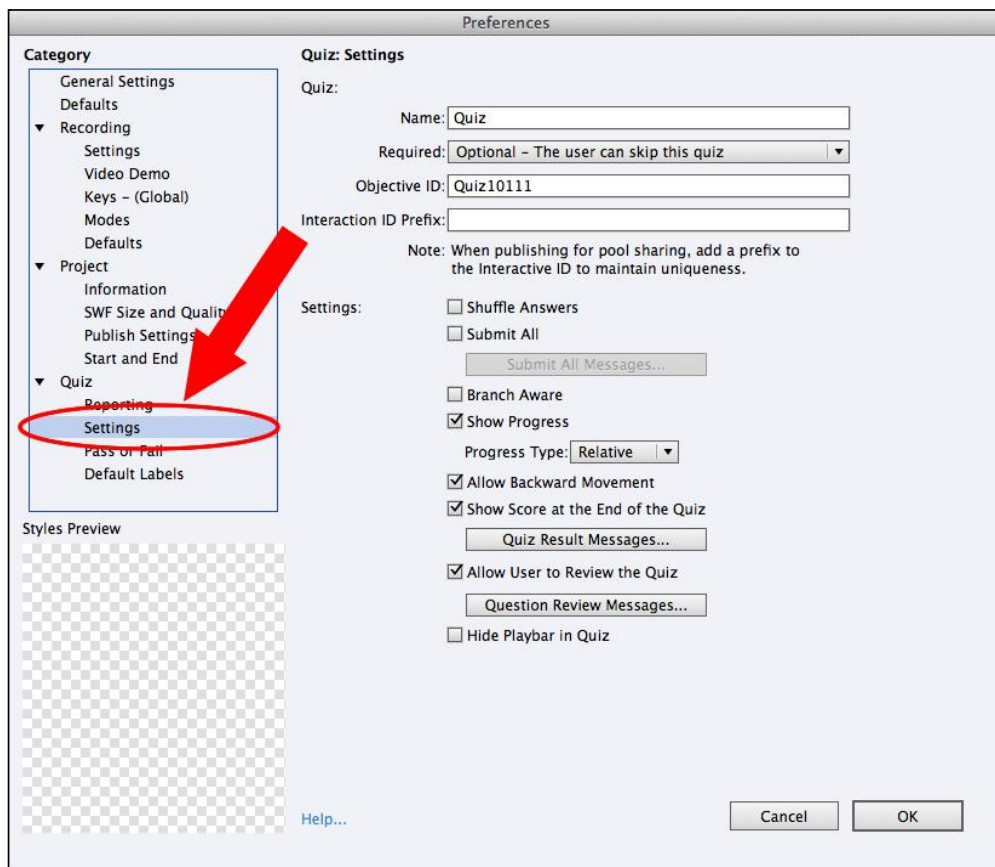 Preferences
Category
General Settings
Defaults
Recording
Settings
Video Demo
Keys – (Global)
Modes
Defaults
Project
Information
SWF Size and Quality
Publish Settings
Start and End
Quiz
Reporting
Settings
Pass or Fail
Default Labels
Styles Preview
Quiz: Settings
Quiz:
Name: Quiz
Required: Optional – The user can skip this quiz
Objective ID: Quiz10111
Interaction ID Prefix:
Note: When publishing for pool sharing, add a prefix to
the Interactive ID to maintain uniqueness.
Settings: Shuffle Answers
Submit All
Submit All Messages...
Branch Aware
Show Progress
Progress Type: Relative
Allow Backward Movement
Show Score at the End of the Quiz
Quiz Result Messages...
Allow User to Review the Quiz
Question Review Messages...
Hide Playbar in Quiz
Help... Cancel OK